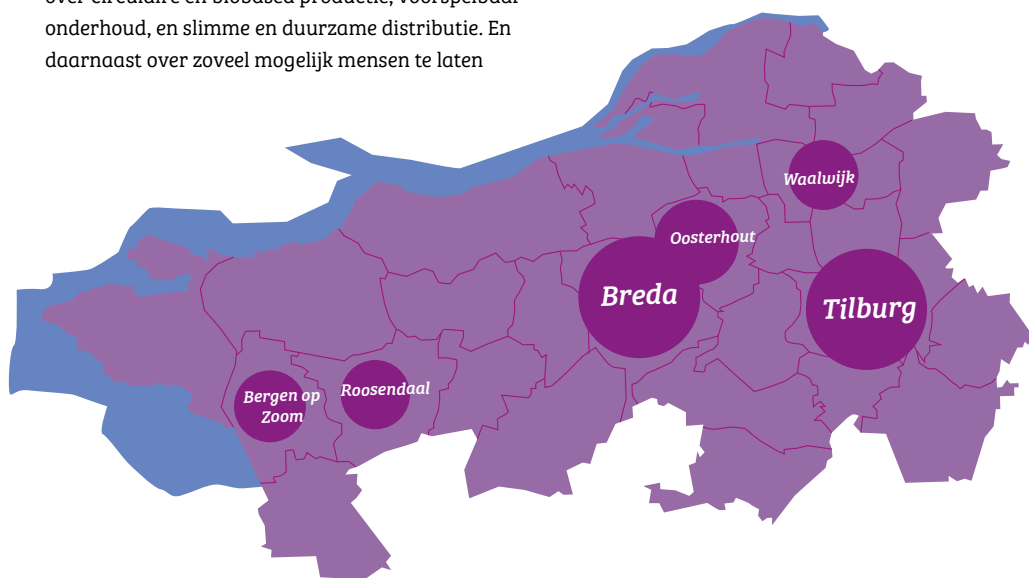 onderhoud, en slimme en duurzame distributie. En
daarnaast over zoveel mogelijk mensen te laten
Waalwijk
Oosterhout
Breda
Tilburg
Bergen op
Zoom
Roosendaal